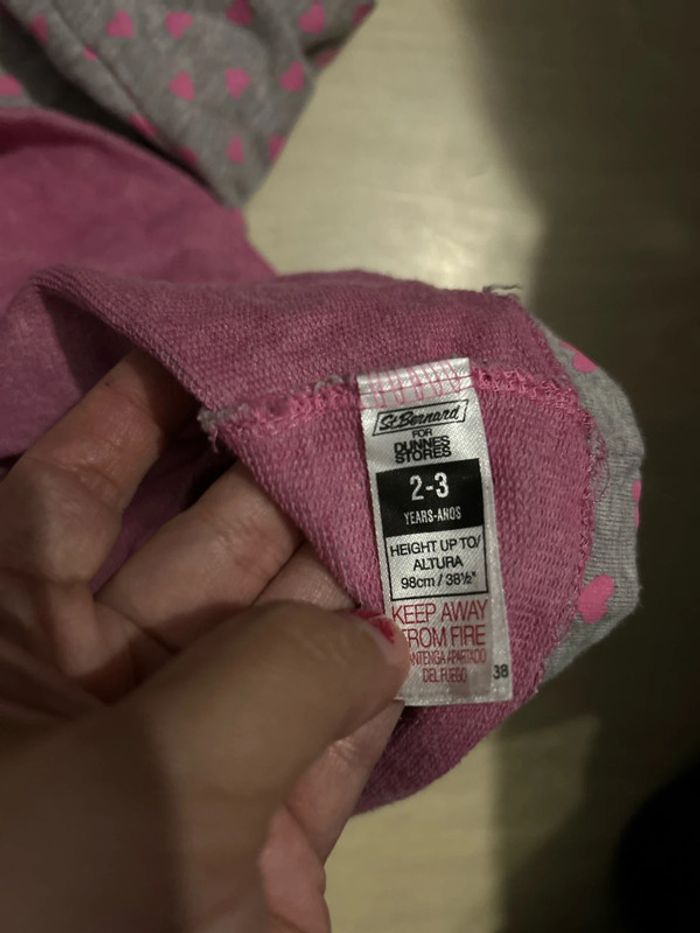 St Bernard
FOR
DUNNES
STORES
2-3
YEARS-AÑOS
HEIGHT UP TO/
ALTURA
98cm / 38½"
KEEP AWAY
FROM FIRE
MANTENGA APARTADO
DEL FUEGO
38